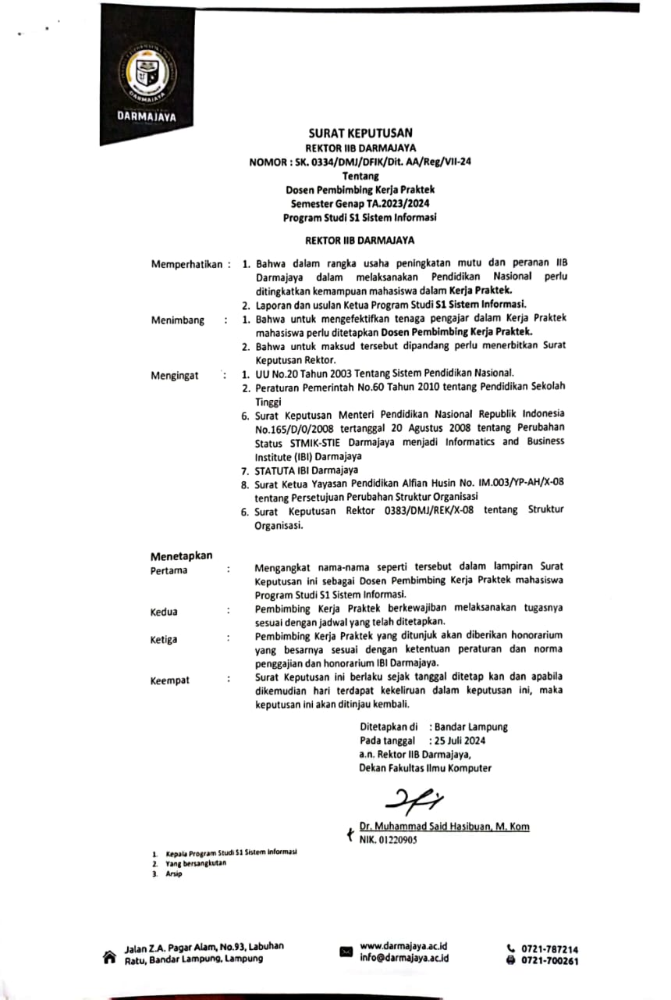 DARMAJAYA
DARMAJAYA
SURAT KEPUTUSAN
REKTOR IIB DARMAJAYA
NOMOR : SK. 0334/DMJ/DFIK/Dit. AA/Reg/VII-24
Tentang
Dosen Pembimbing Kerja Praktek
Semester Genap TA.2023/2024
Program Studi S1 Sistem Informasi
REKTOR IIB DARMAJAYA
Memperhatikan : 1. Bahwa dalam rangka usaha peningkatan mutu dan peranan IIB
Darmajaya dalam melaksanakan Pendidikan Nasional perlu
ditingkatkan kemampuan mahasiswa dalam Kerja Praktek.
2. Laporan dan usulan Ketua Program Studi S1 Sistem Informasi.
Menimbang : 1. Bahwa untuk mengefektifkan tenaga pengajar dalam Kerja Praktek
mahasiswa perlu ditetapkan Dosen Pembimbing Kerja Praktek.
2. Bahwa untuk maksud tersebut dipandang perlu menerbitkan Surat
Keputusan Rektor.
Mengingat : 1. UU No.20 Tahun 2003 Tentang Sistem Pendidikan Nasional.
2. Peraturan Pemerintah No.60 Tahun 2010 tentang Pendidikan Sekolah
Tinggi
6. Surat Keputusan Menteri Pendidikan Nasional Republik Indonesia
No.165/D/0/2008 tertanggal 20 Agustus 2008 tentang Perubahan
Status STMIK-STIE Darmajaya menjadi Informatics and Business
Institute (IBI) Darmajaya
7. STATUTA IBI Darmajaya
8. Surat Ketua Yayasan Pendidikan Alfian Husin No. IM.003/YP-AH/X-08
tentang Persetujuan Perubahan Struktur Organisasi
6. Surat Keputusan Rektor 0383/DMJ/REK/X-08 tentang Struktur
Organisasi.
Menetapkan
Pertama : Mengangkat nama-nama seperti tersebut dalam lampiran Surat
Keputusan ini sebagai Dosen Pembimbing Kerja Praktek mahasiswa
Program Studi S1 Sistem Informasi.
Kedua : Pembimbing Kerja Praktek berkewajiban melaksanakan tugasnya
sesuai dengan jadwal yang telah ditetapkan.
Ketiga : Pembimbing Kerja Praktek yang ditunjuk akan diberikan honorarium
yang besarnya sesuai dengan ketentuan peraturan dan norma
penggajian dan honorarium IBI Darmajaya.
Keempat : Surat Keputusan ini berlaku sejak tanggal ditetap kan dan apabila
dikemudian hari terdapat kekeliruan dalam keputusan ini, maka
keputusan ini akan ditinjau kembali.
Ditetapkan di : Bandar Lampung
Pada tanggal : 25 Juli 2024
a.n. Rektor IIB Darmajaya,
Dekan Fakultas Ilmu Komputer
Dr. Muhammad Said Hasibuan, M. Kom
NIK. 01220905
1. Kepala Program Studi S1 Sistem Informasi
2. Yang bersangkutan
3. Arsip
Jalan Z.A. Pagar Alam, No.93, Labuhan
Ratu, Bandar Lampung, Lampung
www.darmajaya.ac.id
info@darmajaya.ac.id
0721-787214
0721-700261